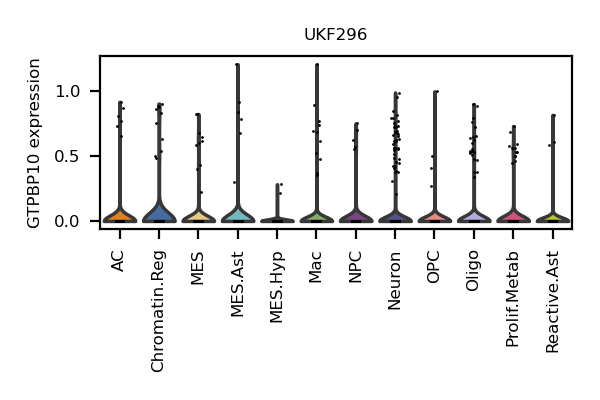 UKF296
GTPBP10 expression
1.0
0.5
0.0
AC
Chromatin.Reg
MES
MES.Ast
MES.Hyp
Mac
NPC
Neuron
OPC
Oligo
Prolif.Metab
Reactive.Ast